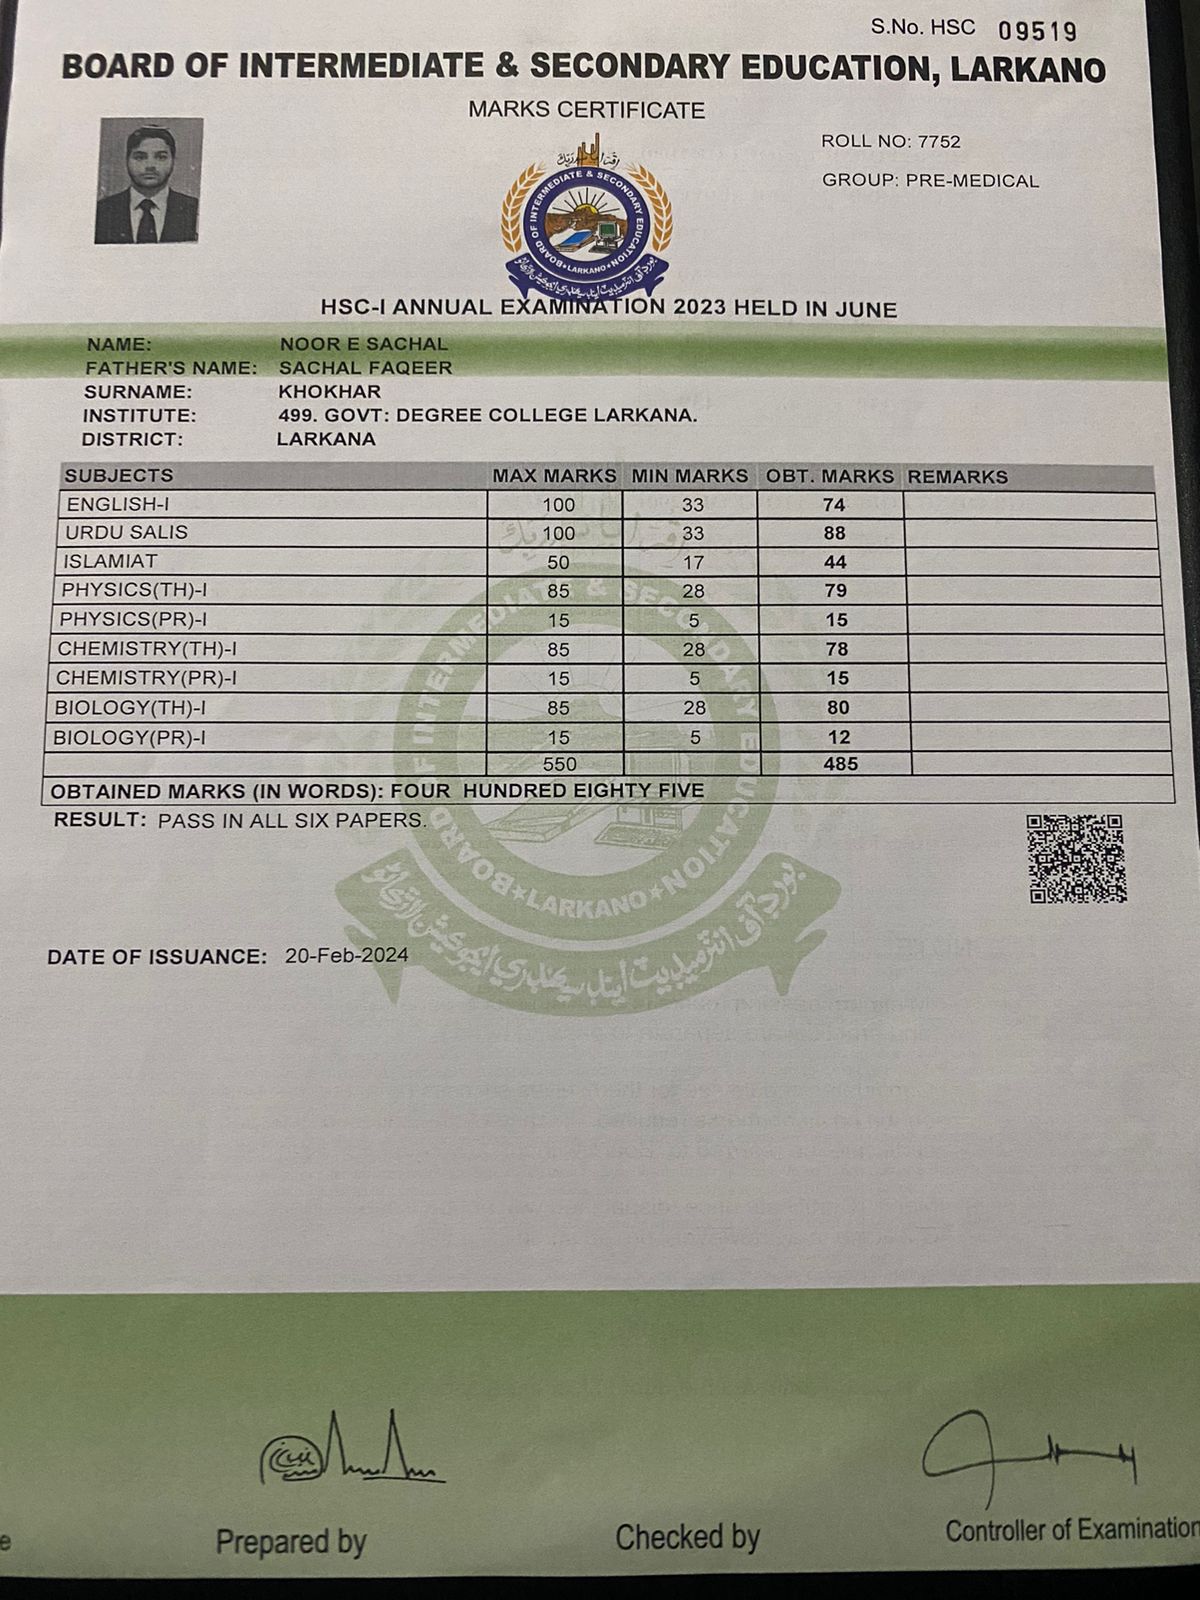 S.No. HSC 09519
BOARD OF INTERMEDIATE & SECONDARY EDUCATION, LARKANO
MARKS CERTIFICATE
ROLL NO: 7752
GROUP: PRE-MEDICAL
BOARD OF INTERMEDIATE & SECONDARY EDUCATION
LARKANO
HSC-I ANNUAL EXAMINATION 2023 HELD IN JUNE
NAME: NOOR E SACHAL
FATHER'S NAME: SACHAL FAQEER
SURNAME: KHOKHAR
INSTITUTE: 499. GOVT: DEGREE COLLEGE LARKANA.
DISTRICT: LARKANA
SUBJECTS MAX MARKS MIN MARKS OBT. MARKS REMARKS
ENGLISH-I 100 33 74
URDU SALIS 100 33 88
ISLAMIAT 50 17 44
PHYSICS(TH)-I 85 28 79
PHYSICS(PR)-I 15 5 15
CHEMISTRY(TH)-I 85 28 78
CHEMISTRY(PR)-I 15 5 15
BIOLOGY(TH)-I 85 28 80
BIOLOGY(PR)-I 15 5 12
550 485
OBTAINED MARKS (IN WORDS): FOUR HUNDRED EIGHTY FIVE
RESULT: PASS IN ALL SIX PAPERS.
BOARD OF INTERMEDIATE & SECONDARY EDUCATION
LARKANO
DATE OF ISSUANCE: 20-Feb-2024
Prepared by
Checked by
Controller of Examination